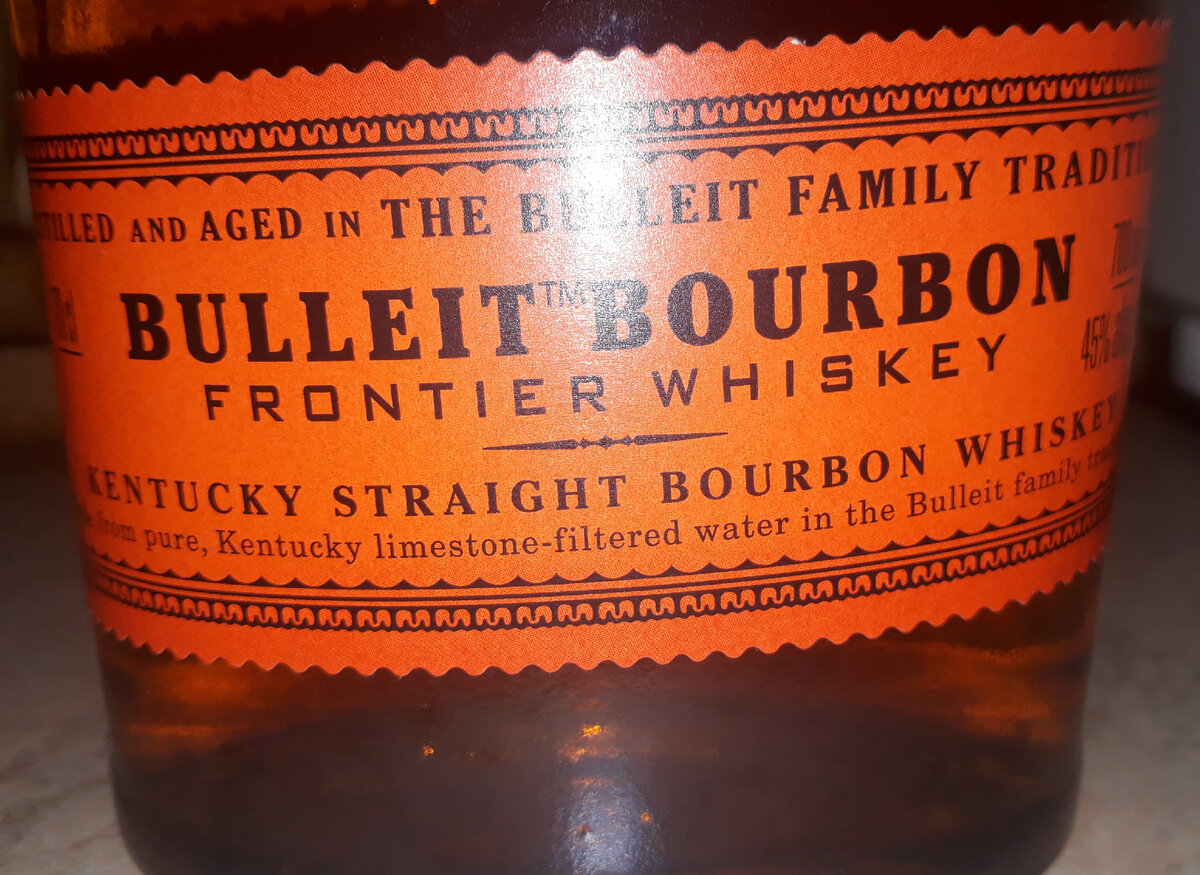 AND AGED IN THE BULLEIT FAMILY
70cl
BULLEIT™ BOURBON
45%
FRONTIER WHISKEY
KENTUCKY STRAIGHT BOURBON WHISKEY
from pure, Kentucky limestone-filtered water in the Bulleit family